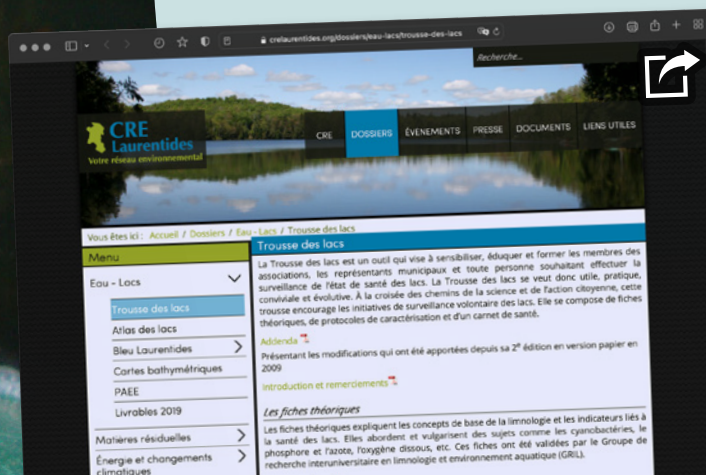 crelaurentides.org/dossiers/eau-lacs/trousse-des-lacs
Recherche...
CRE
Laurentides
Votre réseau environnemental
CRE DOSSIERS ÉVENEMENTS PRESSE DOCUMENTS LIENS UTILES
Vous êtes ici : Accueil / Dossiers / Eau - Lacs / Trousse des lacs
Menu
Eau - Lacs
Trousse des lacs
Atlas des lacs
Bleu Laurentides
Cartes bathymétriques
PAEE
Livrables 2019
Matières résiduelles
Énergie et changements
climatiques
Trousse des lacs
La Trousse des lacs est un outil qui vise à sensibiliser, éduquer et former les membres des
associations, les représentants municipaux et toute personne souhaitant effectuer la
surveillance de l'état de santé des lacs. La Trousse des lacs se veut donc utile, pratique,
conviviale et évolutive. À la croisée des chemins de la science et de l'action citoyenne, cette
trousse encourage les initiatives de surveillance volontaire des lacs. Elle se compose de fiches
théoriques, de protocoles de caractérisation et d'un carnet de santé.
Addenda
Présentant les modifications qui ont été apportées depuis sa 2e édition en version papier en
2009
Introduction et remerciements
Les fiches théoriques
Les fiches théoriques expliquent les concepts de base de la limnologie et les indicateurs liés à
la santé des lacs. Elles abordent et vulgarisent des sujets comme les cyanobactéries, le
phosphore et l'azote, l'oxygène dissous, etc. Ces fiches ont été validées par le Groupe de
recherche interuniversitaire en limnologie et environnement aquatique (GRIL).